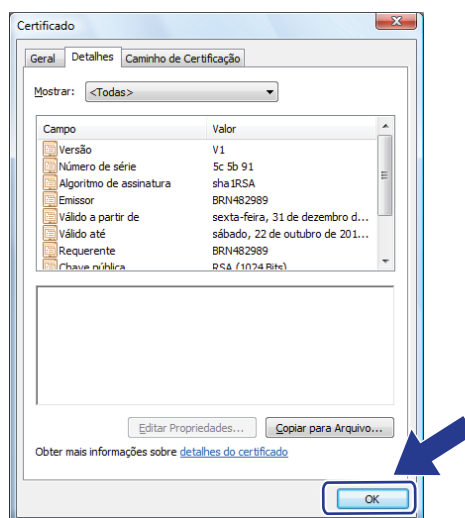 Certificado
Geral Detalhes Caminho de Certificação
Mostrar: <Todas>
Campo Valor
Versão V1
Número de série 5c 5b 91
Algoritmo de assinatura sha1RSA
Emissor BRN482989
Válido a partir de sexta-feira, 31 de dezembro d...
Válido até sábado, 22 de outubro de 201...
Requerente BRN482989
Chave pública RSA (1024 Bits)
Editar Propriedades... Copiar para Arquivo...
Obter mais informações sobre detalhes do certificado
OK